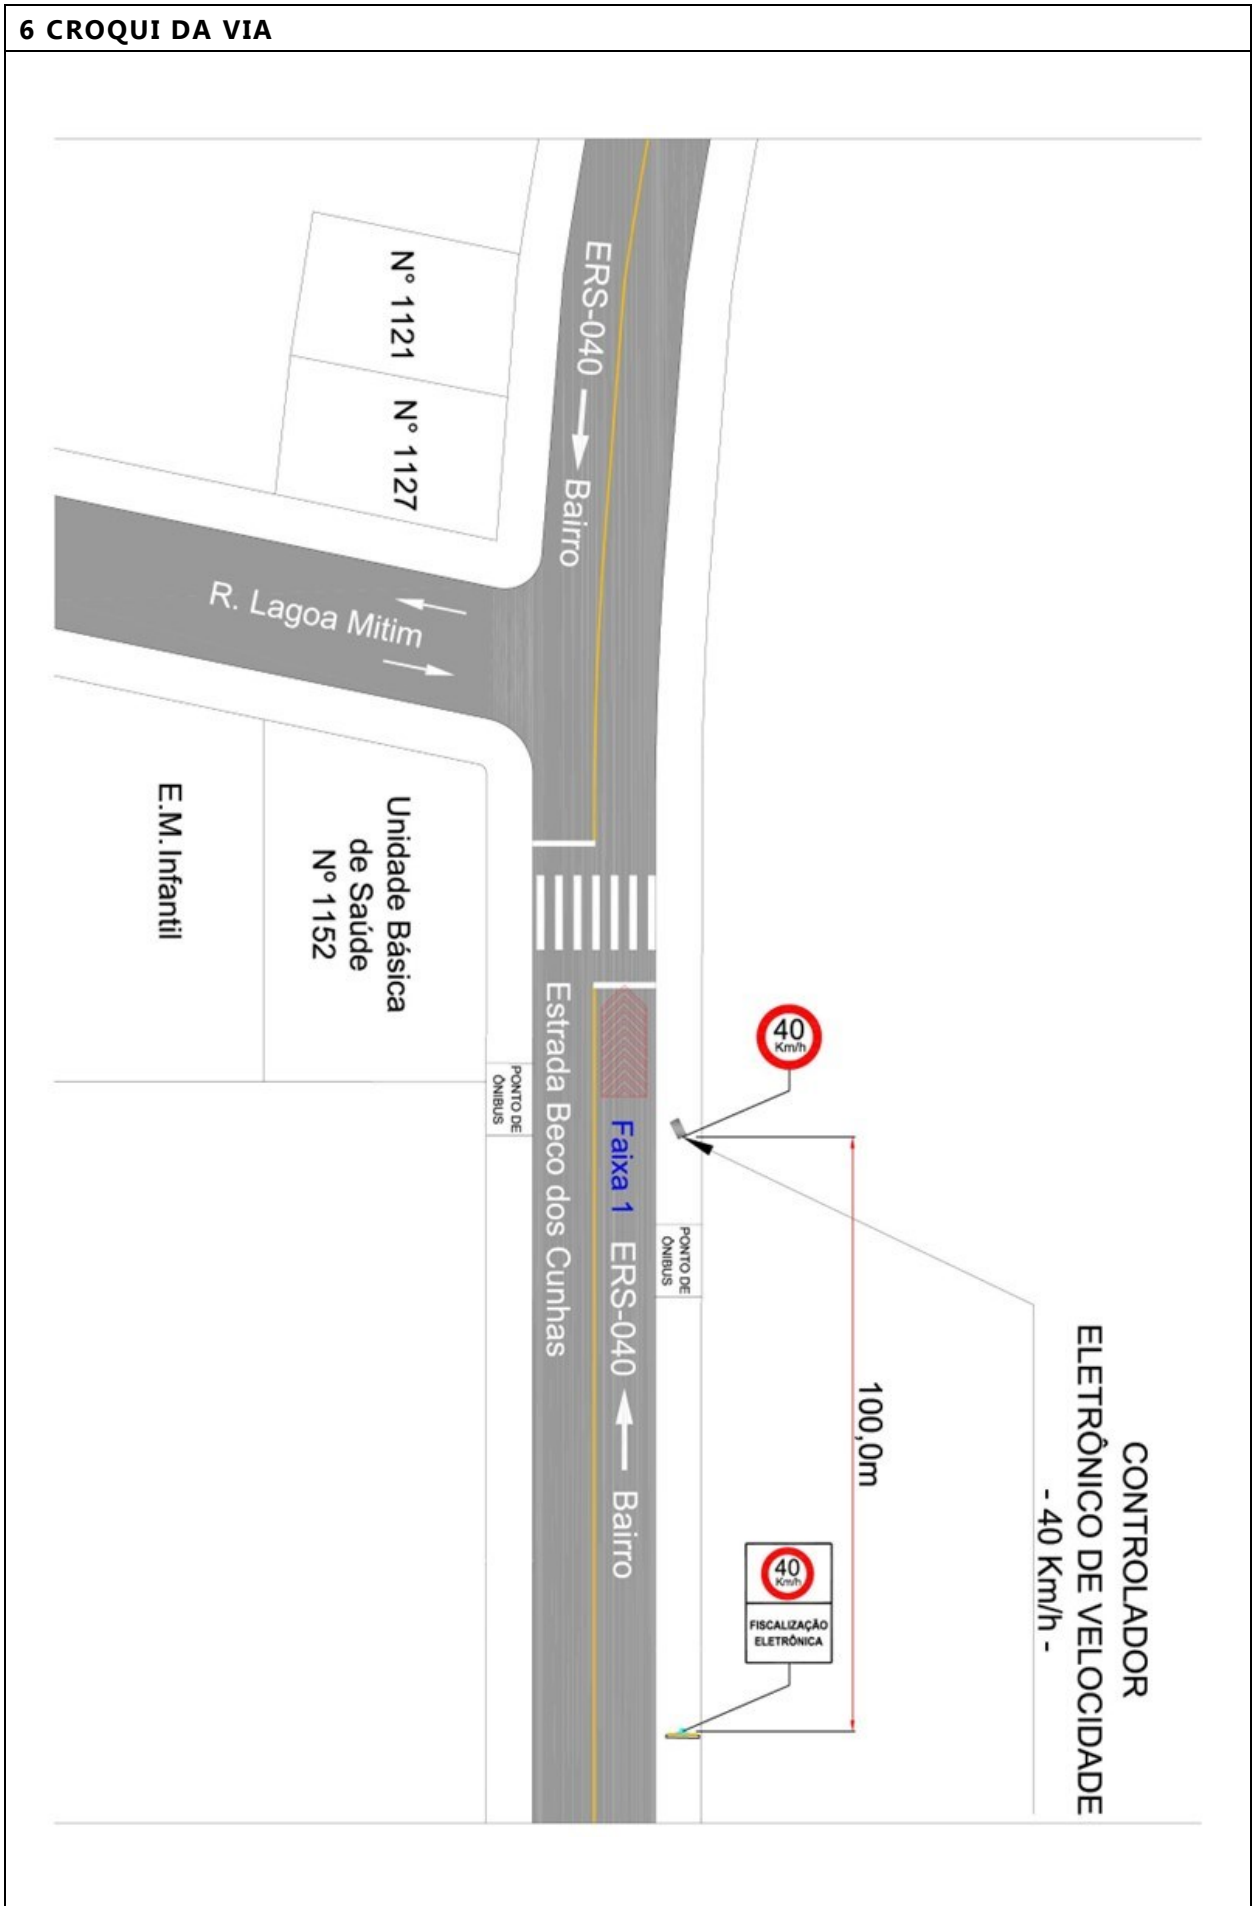 6 CROQUI DA VIA
N° 1121
N° 1127
ERS-040
Bairro
R. Lagoa Mitim
E.M. Infantil
Unidade Básica
de Saúde
Nº 1152
PONTO DE
ÔNIBUS
Estrada Beco dos Cunhas
Faixa 1
ERS-040
Bairro
PONTO DE
ÔNIBUS
40
Km/h
100,0m
40
Km/h
FISCALIZAÇÃO
ELETRÔNICA
CONTROLADOR
ELETRÔNICO DE VELOCIDADE
- 40 Km/h -